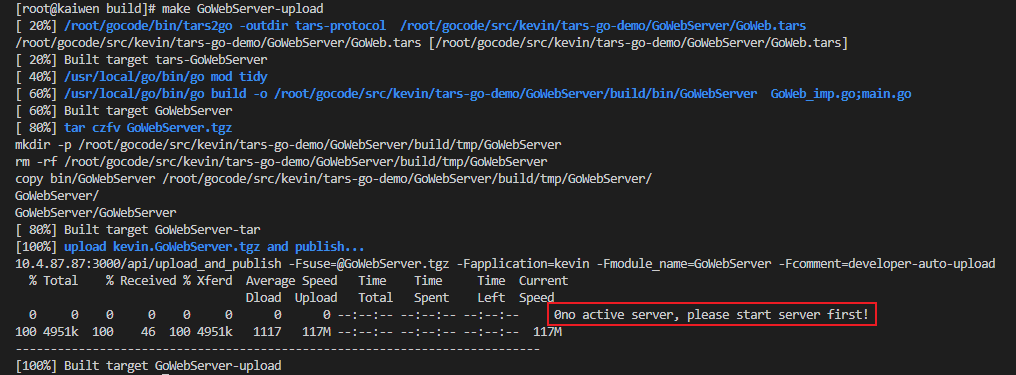 [root@kaiwen build]# make GoWebServer-upload
[ 20%] /root/gocode/bin/tars2go -outdir tars-protocol  /root/gocode/src/kevin/tars-go-demo/GoWebServer/GoWeb.tars
/root/gocode/src/kevin/tars-go-demo/GoWebServer/GoWeb.tars [/root/gocode/src/kevin/tars-go-demo/GoWebServer/GoWeb.tars]
[ 20%] Built target tars-GoWebServer
[ 40%] /usr/local/go/bin/go mod tidy
[ 60%] /usr/local/go/bin/go build -o /root/gocode/src/kevin/tars-go-demo/GoWebServer/build/bin/GoWebServer  GoWeb_imp.go;main.go
[ 60%] Built target GoWebServer
[ 80%] tar czfv GoWebServer.tgz
mkdir -p /root/gocode/src/kevin/tars-go-demo/GoWebServer/build/tmp/GoWebServer
rm -rf /root/gocode/src/kevin/tars-go-demo/GoWebServer/build/tmp/GoWebServer
copy bin/GoWebServer /root/gocode/src/kevin/tars-go-demo/GoWebServer/build/tmp/GoWebServer/
GoWebServer/
GoWebServer/GoWebServer
[ 80%] Built target GoWebServer-tar
[100%] upload kevin.GoWebServer.tgz and publish...
10.4.87.87:3000/api/upload_and_publish -Fsuse=@GoWebServer.tgz -Fapplication=kevin -Fmodule_name=GoWebServer -Fcomment=developer-auto-upload
  % Total    % Received % Xferd  Average Speed   Time    Time     Time  Current
                                 Dload  Upload   Total   Spent    Left  Speed
  0     0    0     0    0     0      0      0 --:--:-- --:--:-- --:--:--     0no active server, please start server first!
100 4951k  100    46  100 4951k   1117   117M --:--:-- --:--:-- --:--:--  117M
---------------------------------------------------------------------------
[100%] Built target GoWebServer-upload